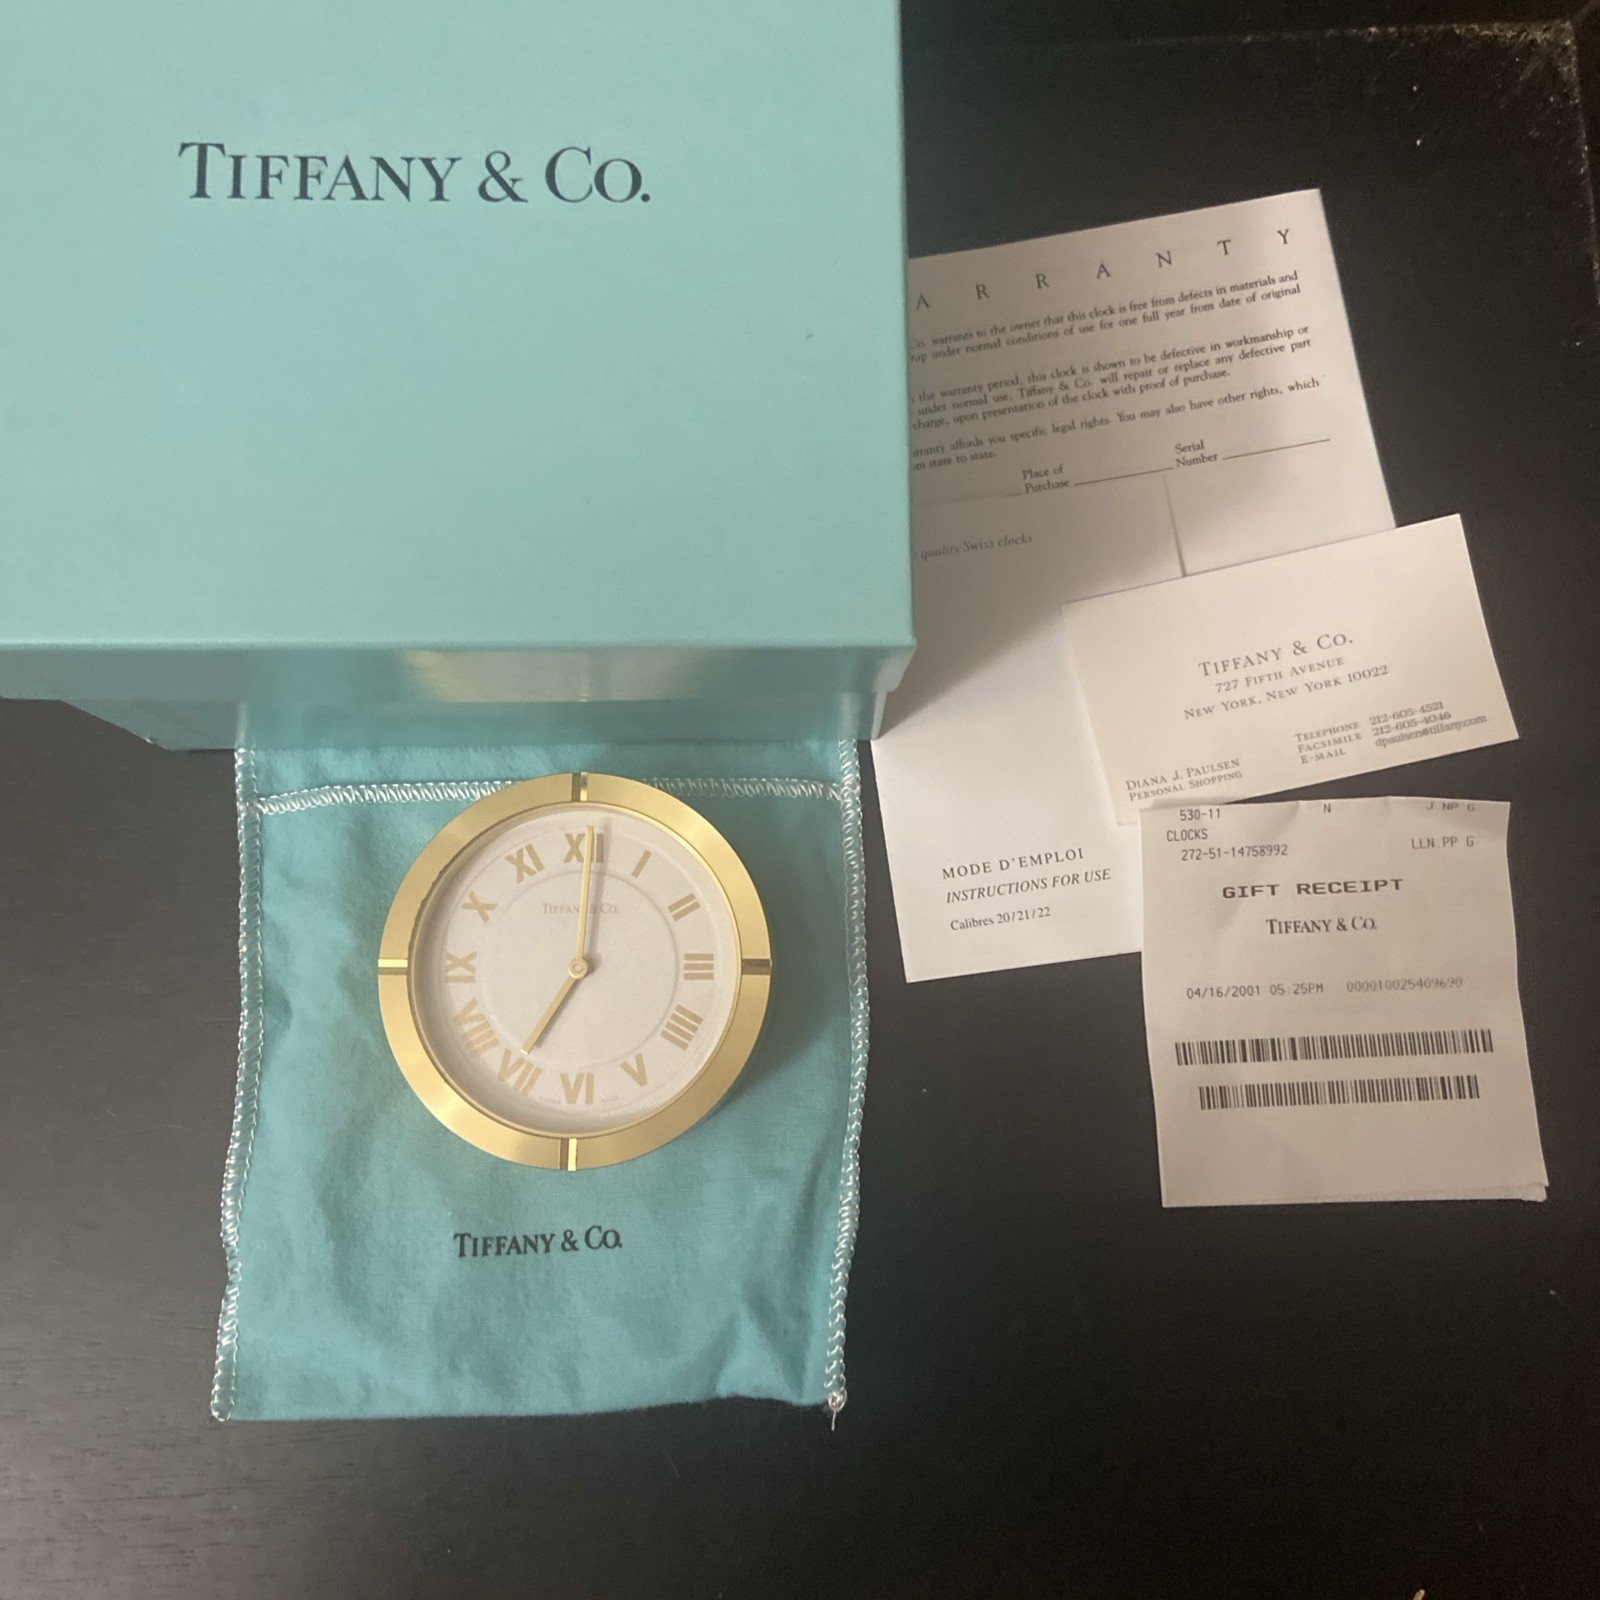 TIFFANY & CO.
A R R A N T Y
Co. warrants to the owner that this clock is free from defects in materials and
hip under normal conditions of use for one full year from date of original
the warranty period, this clock is shown to be defective in workmanship or
under normal use, Tiffany & Co. will repair or replace any defective part
charge, upon presentation of the clock with proof of purchase.
rranty affords you specific legal rights. You may also have other rights, which
om state to state.
Place of
Purchase
Serial
Number
quality Swiss clocks
TIFFANY & CO.
727 FIFTH AVENUE
NEW YORK, NEW YORK 10022
TELEPHONE 212-605-4521
FACSIMILE 212-605-4046
E-MAIL dpaulsen@tiffany.com
DIANA J. PAULSEN
PERSONAL SHOPPING
MODE D'EMPLOI
INSTRUCTIONS FOR USE
Calibres 20/21/22
530-11 N J NP G
CLOCKS
272-51-14758992 LLN PP G
GIFT RECEIPT
TIFFANY & CO.
04/16/2001 05:25PM 000010025409690
XII I II III IIII V VI VII VIII IX X XI
TIFFANY & CO.
TIFFANY & CO.